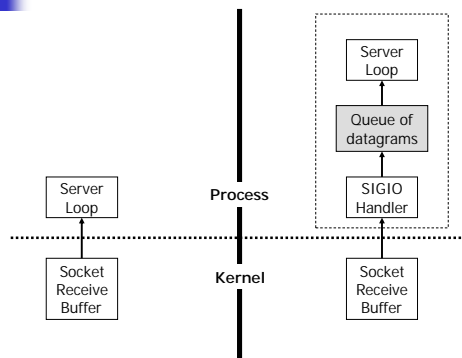 Server
Loop
Queue of
datagrams
Server
Loop
Process
SIGIO
Handler
Kernel
Socket
Receive
Buffer
Socket
Receive
Buffer